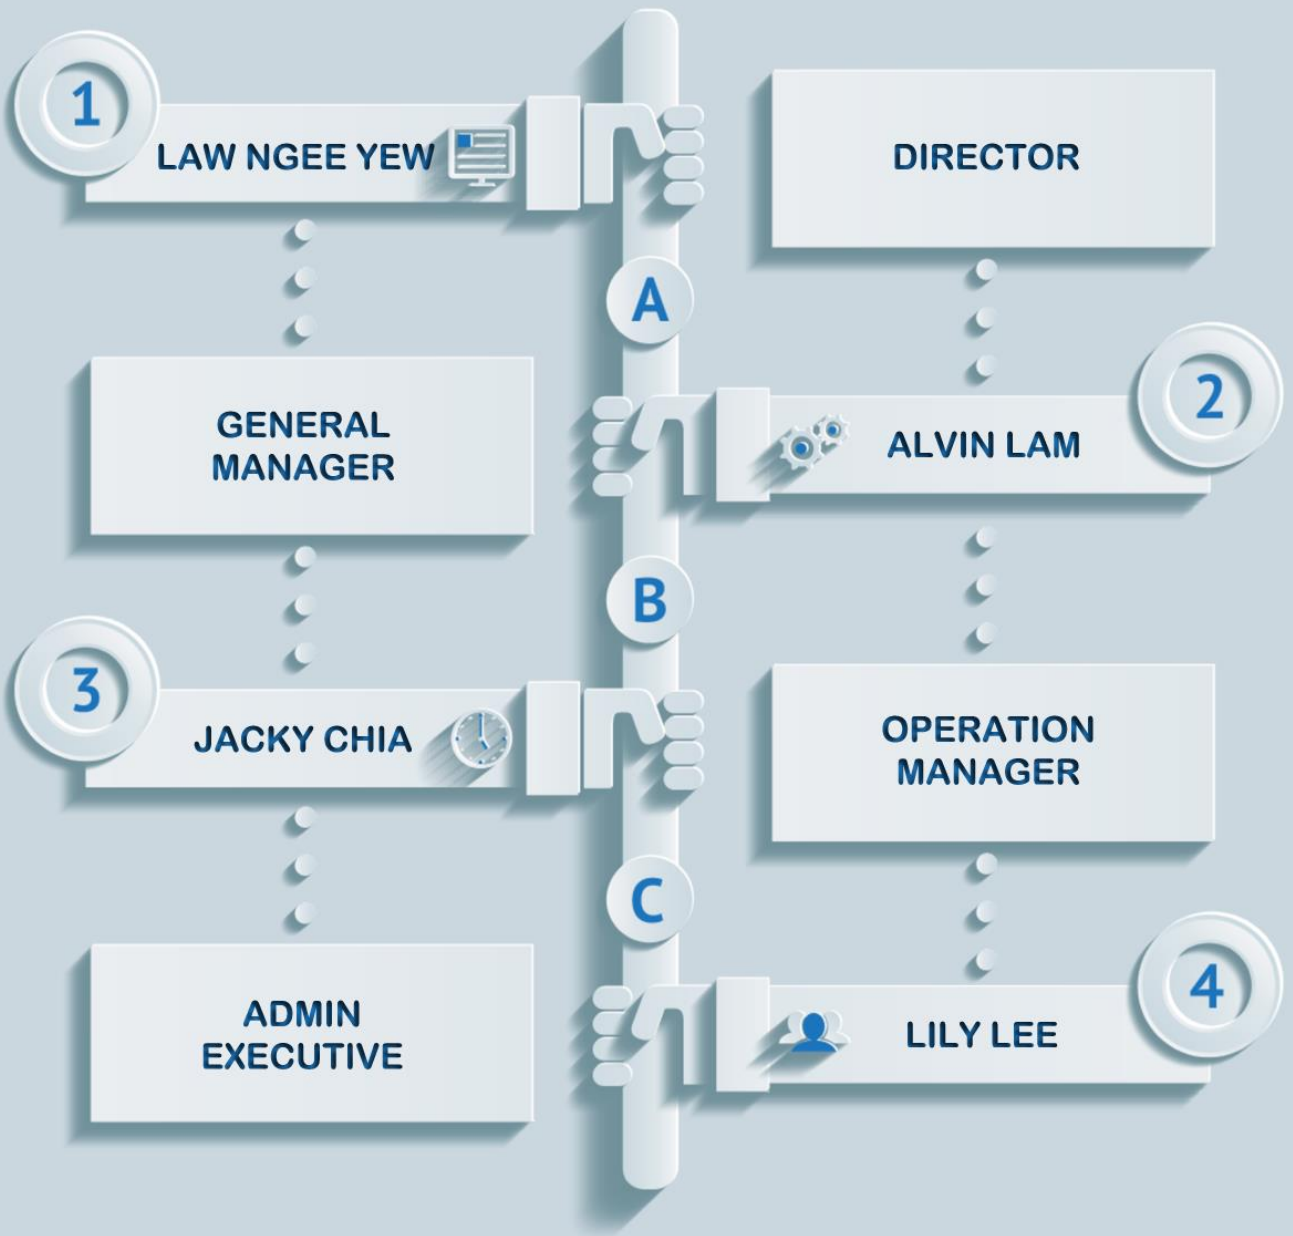 1
LAW NGEE YEW
DIRECTOR
A
2
GENERAL
MANAGER
ALVIN LAM
B
3
JACKY CHIA
OPERATION
MANAGER
C
4
ADMIN
EXECUTIVE
LILY LEE